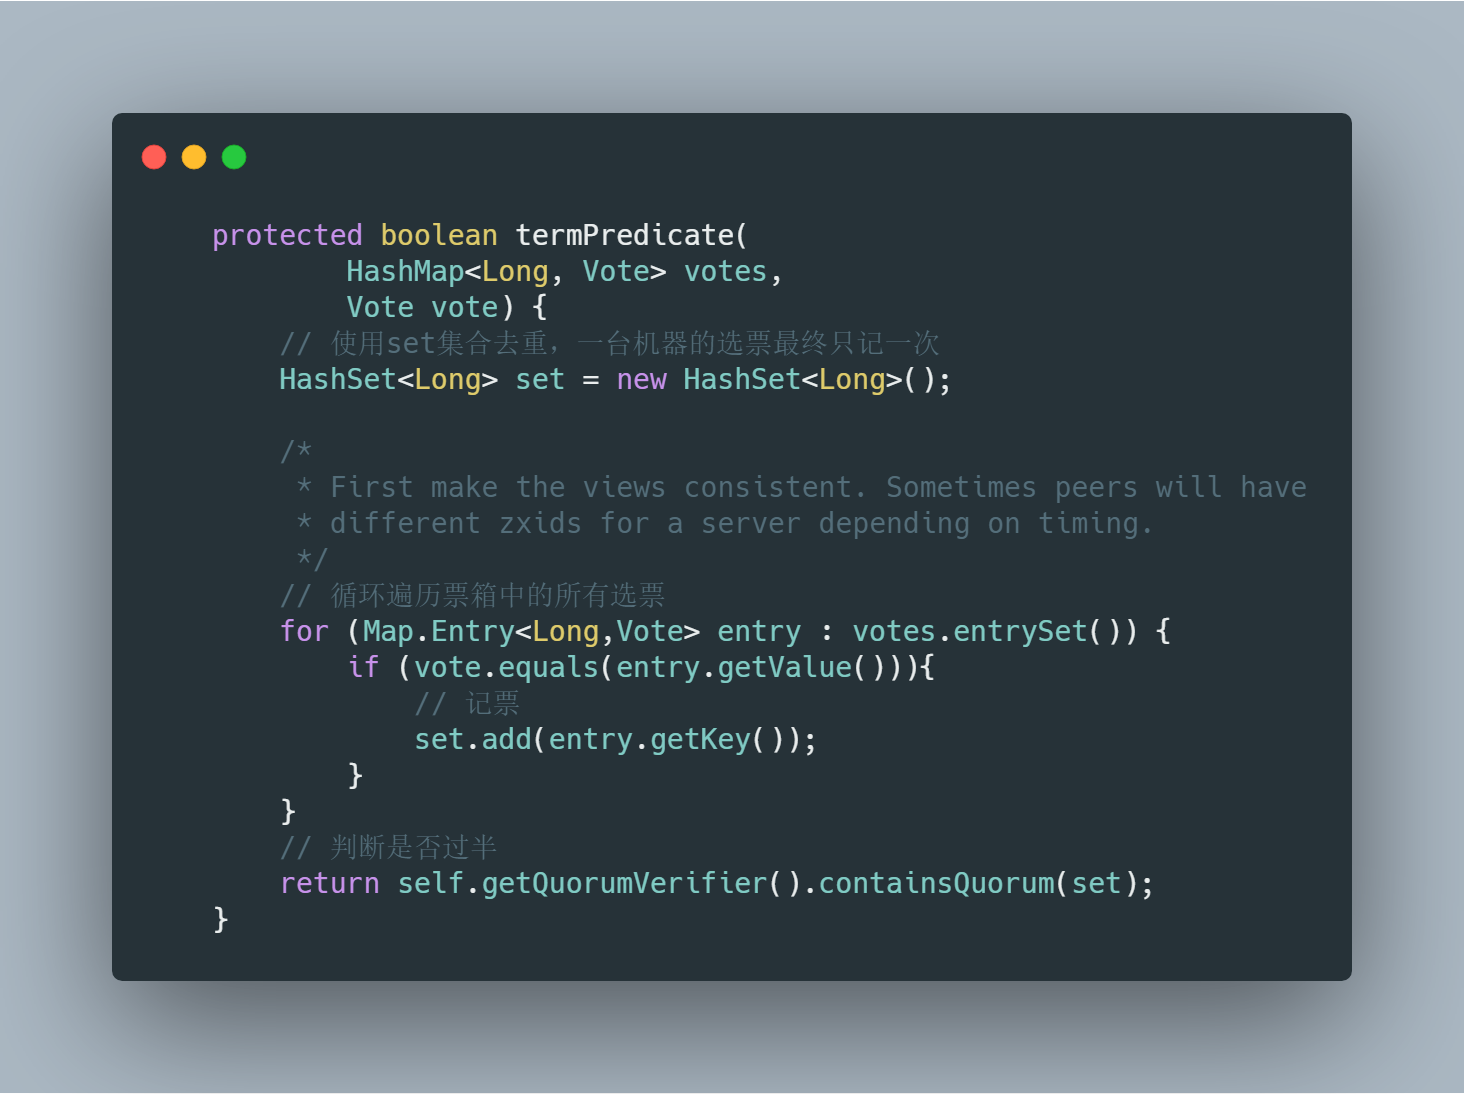 protected boolean termPredicate(
        HashMap<Long, Vote> votes,
        Vote vote) {
    // 使用set集合去重，一台机器的选票最终只记一次
    HashSet<Long> set = new HashSet<Long>();

    /*
     * First make the views consistent. Sometimes peers will have
     * different zxids for a server depending on timing.
     */
    // 循环遍历票箱中的所有选票
    for (Map.Entry<Long,Vote> entry : votes.entrySet()) {
        if (vote.equals(entry.getValue())){
            // 记票
            set.add(entry.getKey());
        }
    }
    // 判断是否过半
    return self.getQuorumVerifier().containsQuorum(set);
}